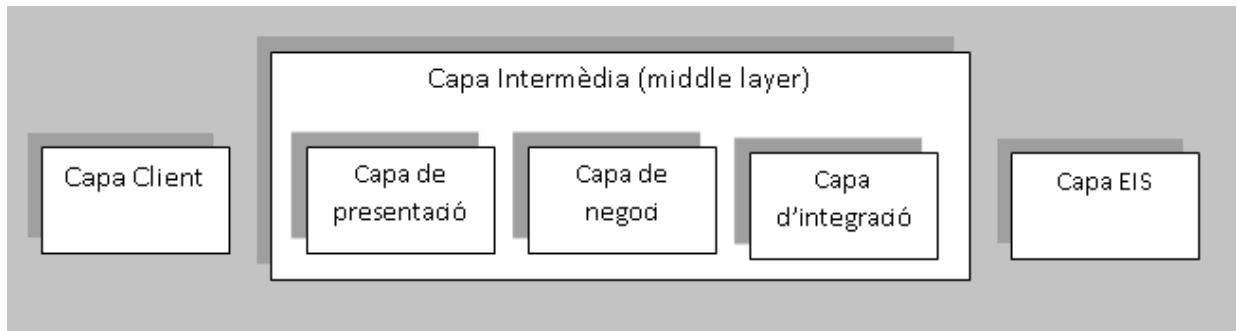 Capa Intermèdia (middle layer)
Capa Client
Capa de
presentació
Capa de
negoci
Capa
d'integració
Capa EIS